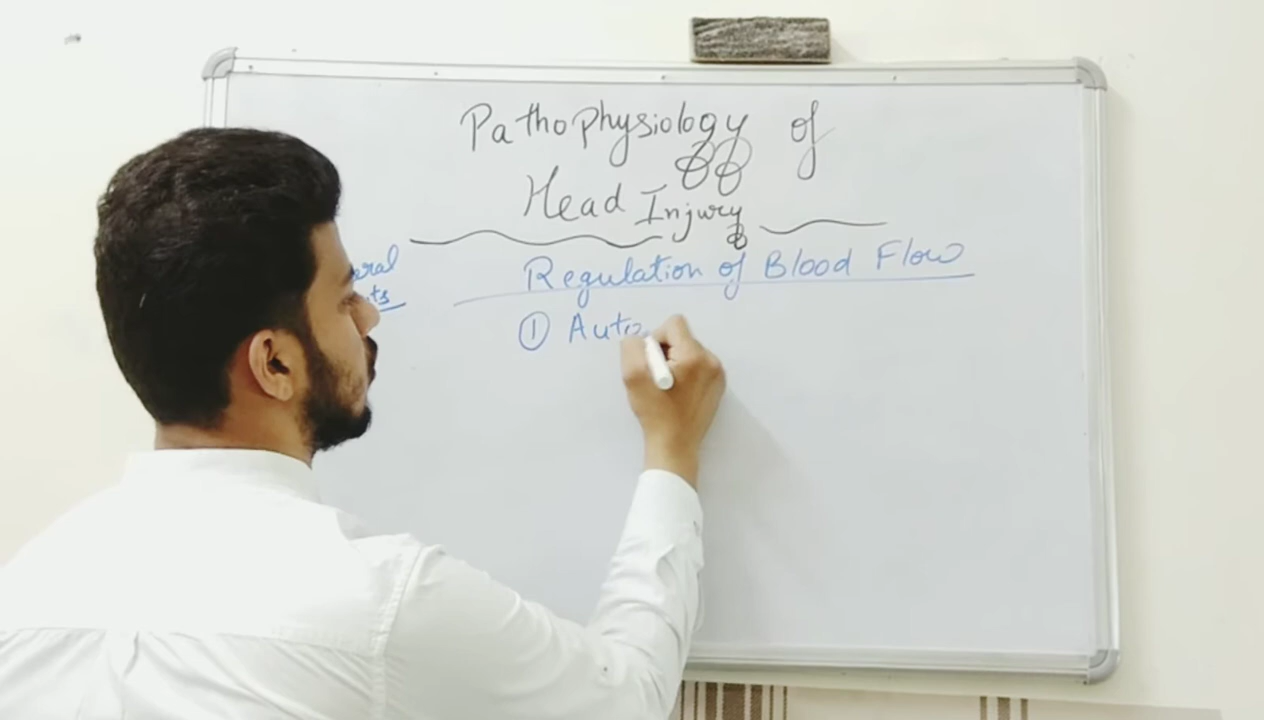 Pathophysiology of
Head Injury
Regulation of Blood Flow
① Auto